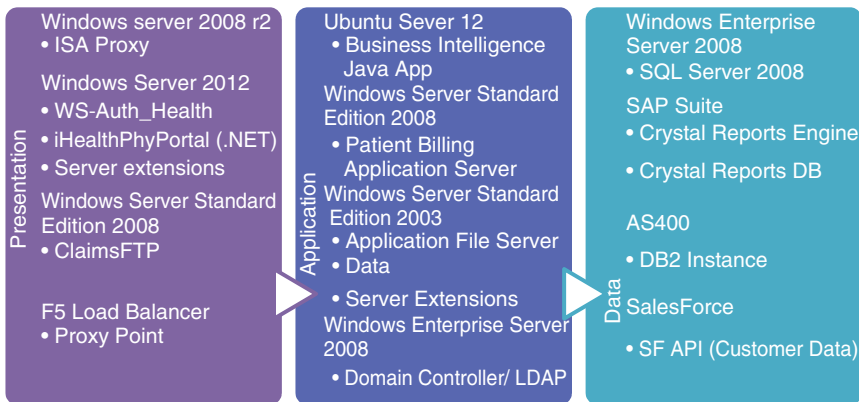 Presentation
Windows server 2008 r2
• ISA Proxy
Windows Server 2012
• WS-Auth_Health
• iHealthPhyPortal (.NET)
• Server extensions
Windows Server Standard
Edition 2008
• ClaimsFTP
F5 Load Balancer
• Proxy Point
Application
Ubuntu Sever 12
• Business Intelligence
Java App
Windows Server Standard
Edition 2008
• Patient Billing
Application Server
Windows Server Standard
Edition 2003
• Application File Server
• Data
• Server Extensions
Windows Enterprise Server
2008
• Domain Controller/ LDAP
Data
Windows Enterprise
Server 2008
• SQL Server 2008
SAP Suite
• Crystal Reports Engine
• Crystal Reports DB
AS400
• DB2 Instance
SalesForce
• SF API (Customer Data)